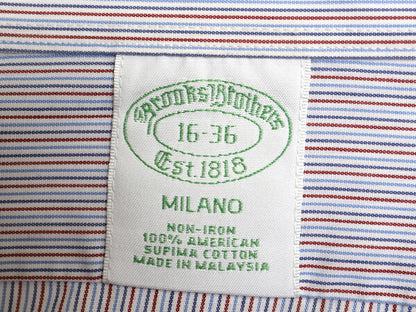 Brooks Brothers
16-36
Est. 1818
MILANO
NON-IRON
100% AMERICAN
SUPIMA COTTON
MADE IN MALAYSIA